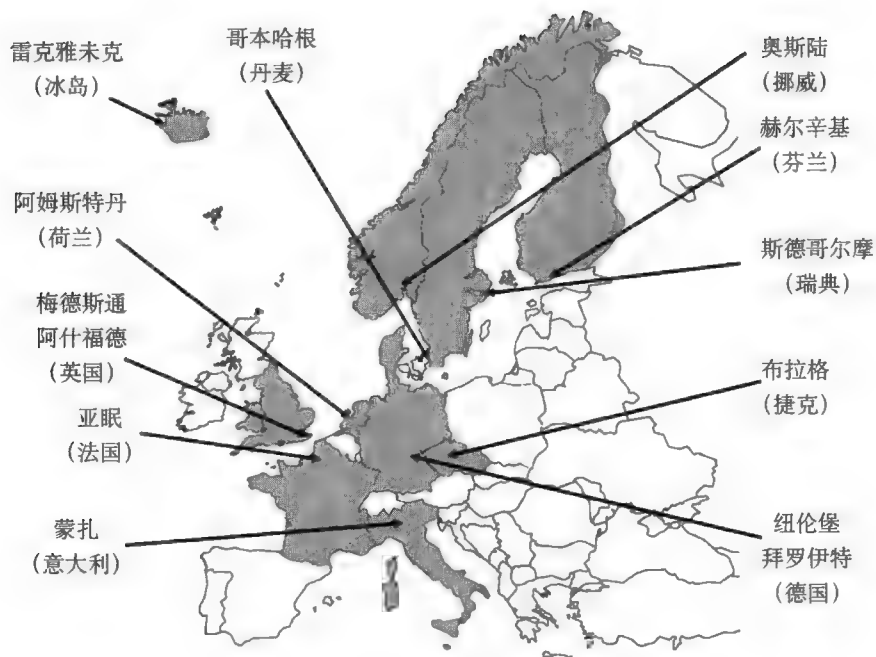 雷克雅未克
(冰岛)
哥本哈根
(丹麦)
奥斯陆
(挪威)
赫尔辛基
(芬兰)
阿姆斯特丹
(荷兰)
斯德哥尔摩
(瑞典)
梅德斯通
阿什福德
(英国)
布拉格
(捷克)
亚眠
(法国)
蒙扎
(意大利)
纽伦堡
拜罗伊特
(德国)